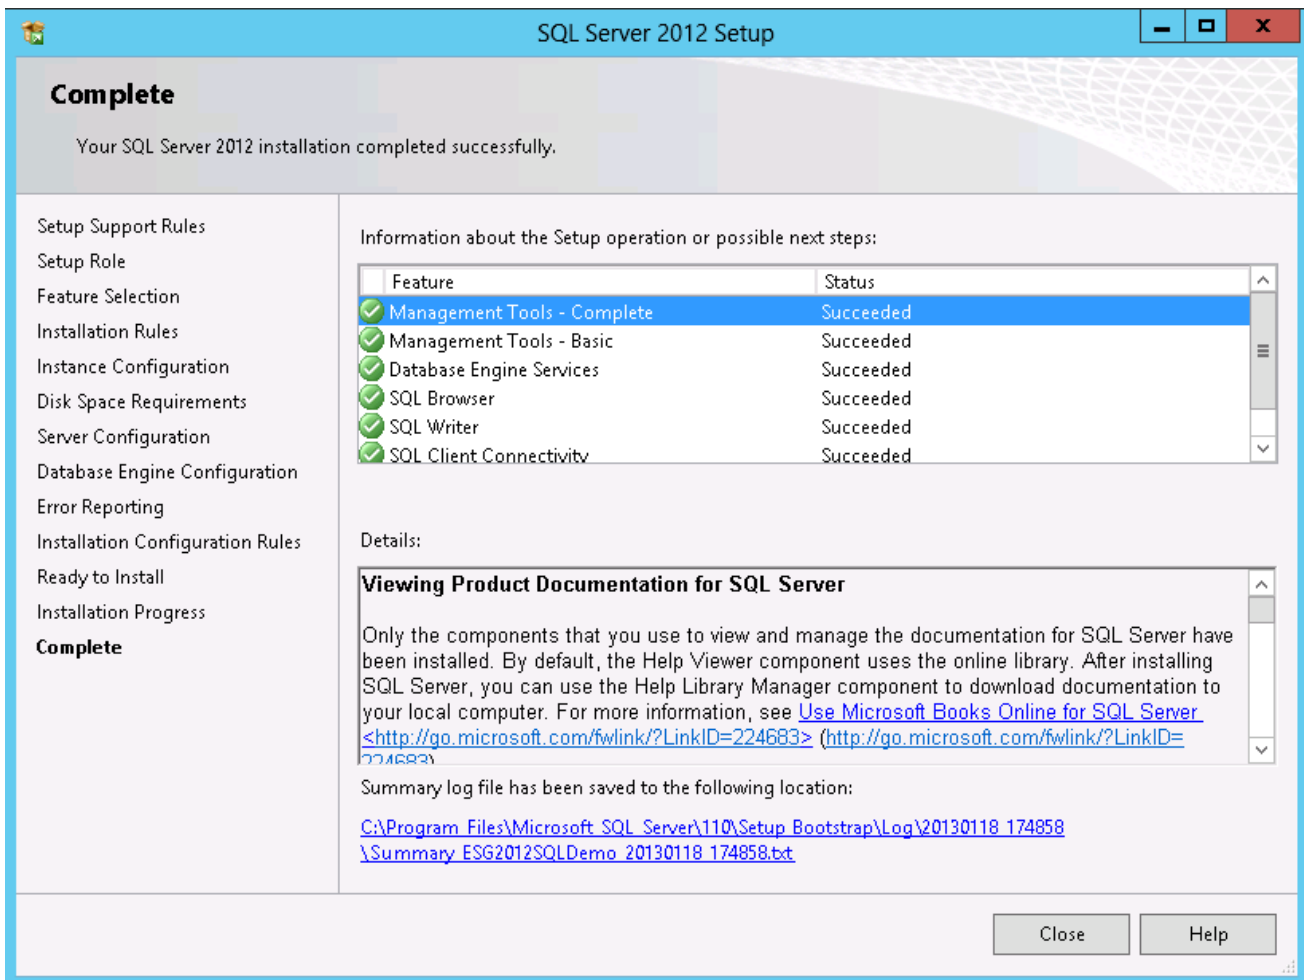 SQL Server 2012 Setup
Complete
Your SQL Server 2012 installation completed successfully.
Setup Support Rules
Setup Role
Feature Selection
Installation Rules
Instance Configuration
Disk Space Requirements
Server Configuration
Database Engine Configuration
Error Reporting
Installation Configuration Rules
Ready to Install
Installation Progress
Complete
Information about the Setup operation or possible next steps:
Feature Status
Management Tools - Complete Succeeded
Management Tools - Basic Succeeded
Database Engine Services Succeeded
SQL Browser Succeeded
SQL Writer Succeeded
SQL Client Connectivity Succeeded
Details:
Viewing Product Documentation for SQL Server
Only the components that you use to view and manage the documentation for SQL Server have
been installed. By default, the Help Viewer component uses the online library. After installing
SQL Server, you can use the Help Library Manager component to download documentation to
your local computer. For more information, see Use Microsoft Books Online for SQL Server
<http://go.microsoft.com/fwlink/?LinkID=224683> (http://go.microsoft.com/fwlink/?LinkID=
224683)
Summary log file has been saved to the following location:
C:\Program Files\Microsoft SQL Server\110\Setup Bootstrap\Log\20130118_174858
\Summary_ESG2012SQLDemo_20130118_174858.txt
Close
Help